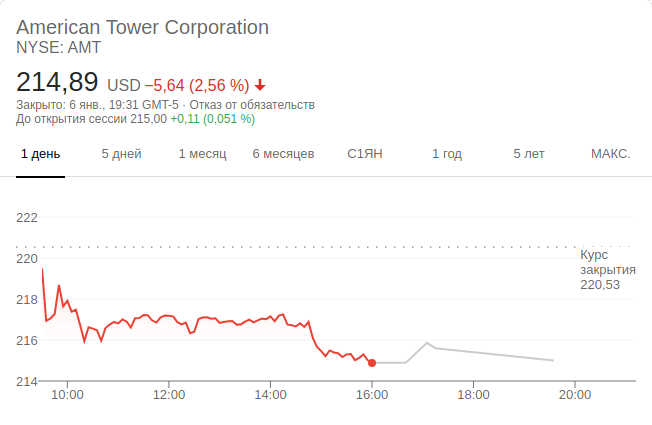 American Tower Corporation
NYSE: AMT
214,89 USD −5,64 (2,56 %)
Закрыто: 6 янв., 19:31 GMT-5 · Отказ от обязательств
До открытия сессии 215,00 +0,11 (0,051 %)
1 день 5 дней 1 месяц 6 месяцев С1ЯН 1 год 5 лет МАКС.
222
220
218
216
214
Курс
закрытия
220,53
10:00 12:00 14:00 16:00 18:00 20:00